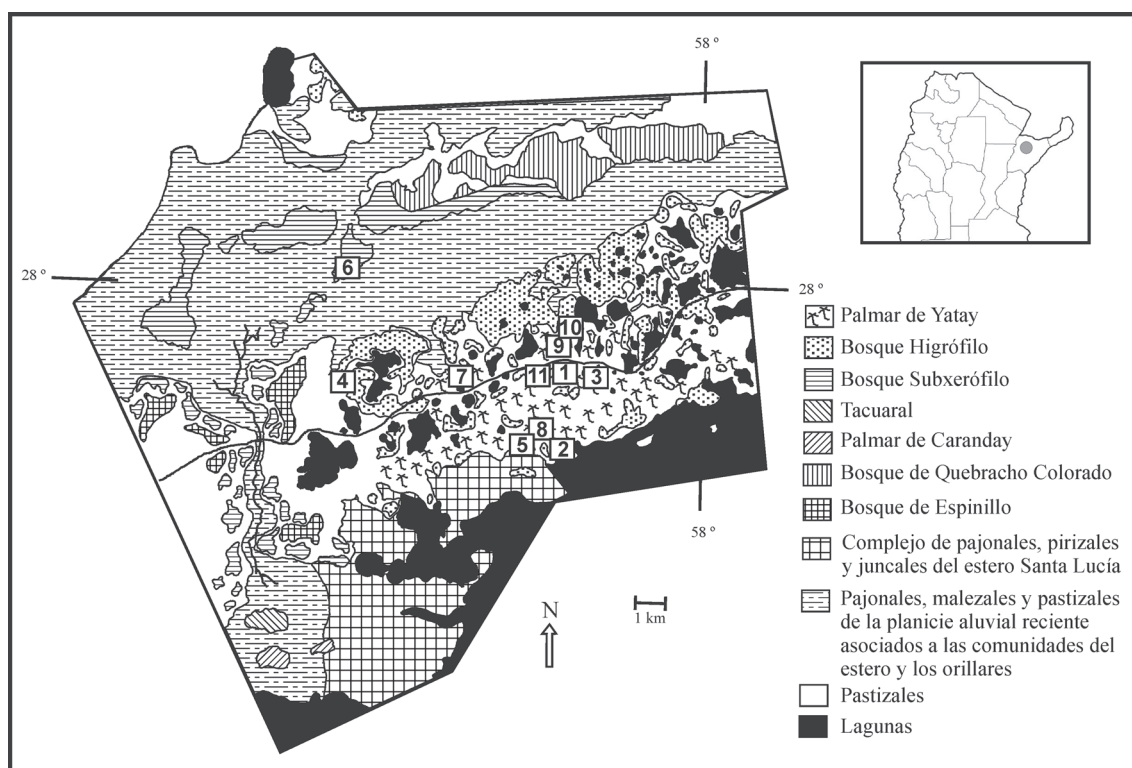 58 º
28 º
6
10
9
4
7
11
1
3
8
5
2
28 º
58 º
N
1 km
Palmar de Yatay
Bosque Higrófilo
Bosque Subxerófilo
Tacuaral
Palmar de Caranday
Bosque de Quebracho Colorado
Bosque de Espinillo
Complejo de pajonales, pirizales
y juncales del estero Santa Lucía
Pajonales, malezales y pastizales
de la planicie aluvial reciente
asociados a las comunidades del
estero y los orillares
Pastizales
Lagunas